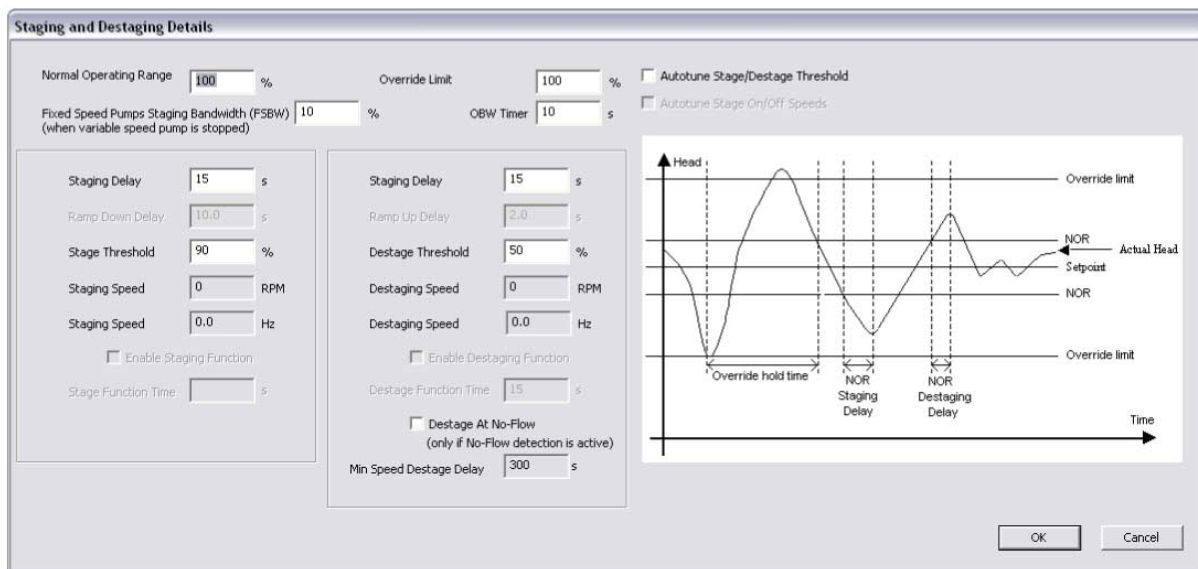 Staging and Destaging Details
Normal Operating Range 100 %
Override Limit 100 %
Autotune Stage/Destage Threshold
Fixed Speed Pumps Staging Bandwidth (FSBW) 10 %
(when variable speed pump is stopped)
OBW Timer 10 s
Autotune Stage On/Off Speeds
Staging Delay 15 s
Ramp Down Delay 10.0 s
Stage Threshold 90 %
Staging Speed 0 RPM
Staging Speed 0.0 Hz
Enable Staging Function
Stage Function Time s
Staging Delay 15 s
Ramp Up Delay 2.0 s
Destage Threshold 50 %
Destaging Speed 0 RPM
Destaging Speed 0.0 Hz
Enable Destaging Function
Destage Function Time 15 s
Destage At No-Flow
(only if No-Flow detection is active)
Min Speed Destage Delay 300 s
Head
Override limit
NOR
Actual Head
Setpoint
NOR
Override limit
Override hold time
NOR
Staging
Delay
NOR
Destaging
Delay
Time
OK
Cancel